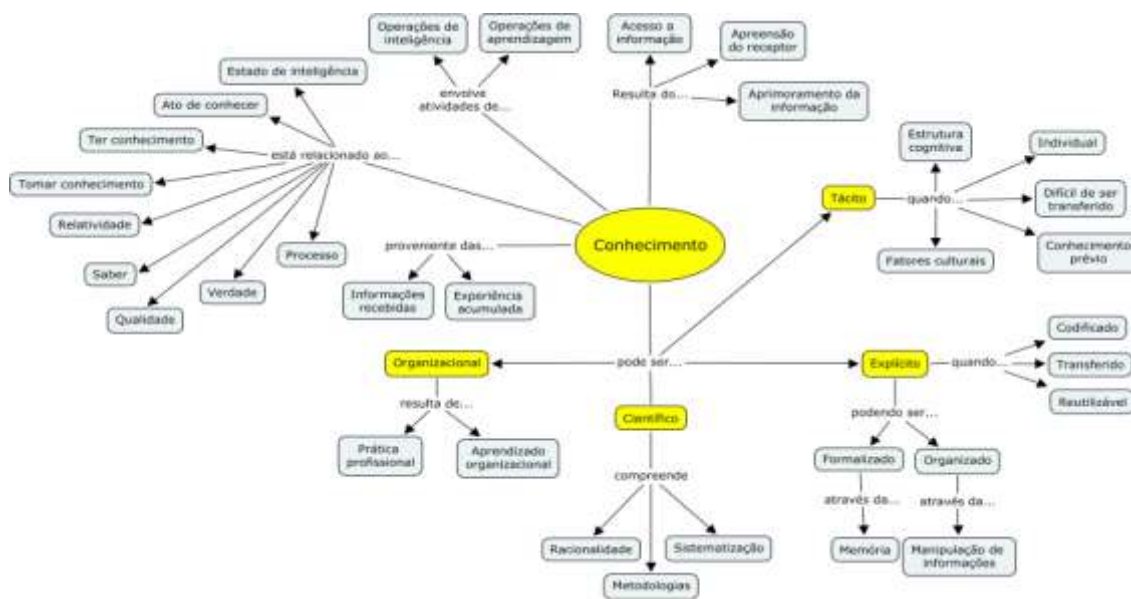 Operações de
inteligência
Operações de
aprendizagem
Acesso a
informação
Apreensão
do receptor
Estado de inteligência
envolve
atividades de...
Resulta do...
Aprimoramento da
informação
Ato de conhecer
Ter conhecimento
está relacionado ao...
Estrutura
cognitiva
Individual
Tomar conhecimento
Tácito
quando...
Difícil de ser
transferido
Relatividade
Conhecimento
proveniente das...
Processo
Fatores culturais
Conhecimento
prévio
Saber
Verdade
Qualidade
Informações
recebidas
Experiência
acumulada
Codificado
Organizacional
pode ser...
Explícito
quando...
Transferido
resulta de...
Científico
podendo ser...
Reutilizável
Prática
profissional
Aprendizado
organizacional
Formalizado
Organizado
compreende
através da...
através da...
Racionalidade
Sistematização
Memória
Manipulação de
informações
Metodologias